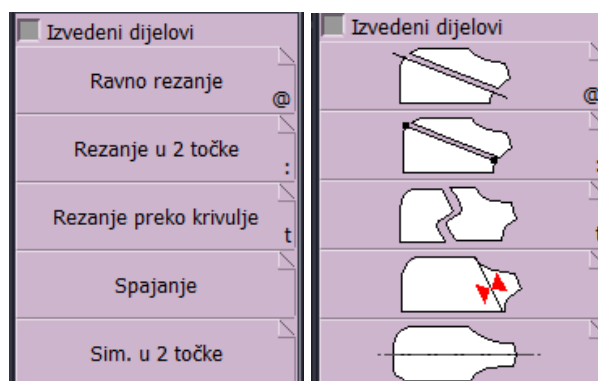 Izvedeni dijelovi
Ravno rezanje
@
Rezanje u 2 točke
:
Rezanje preko krivulje
t
Spajanje
Sim. u 2 točke
Izvedeni dijelovi
@
:
t